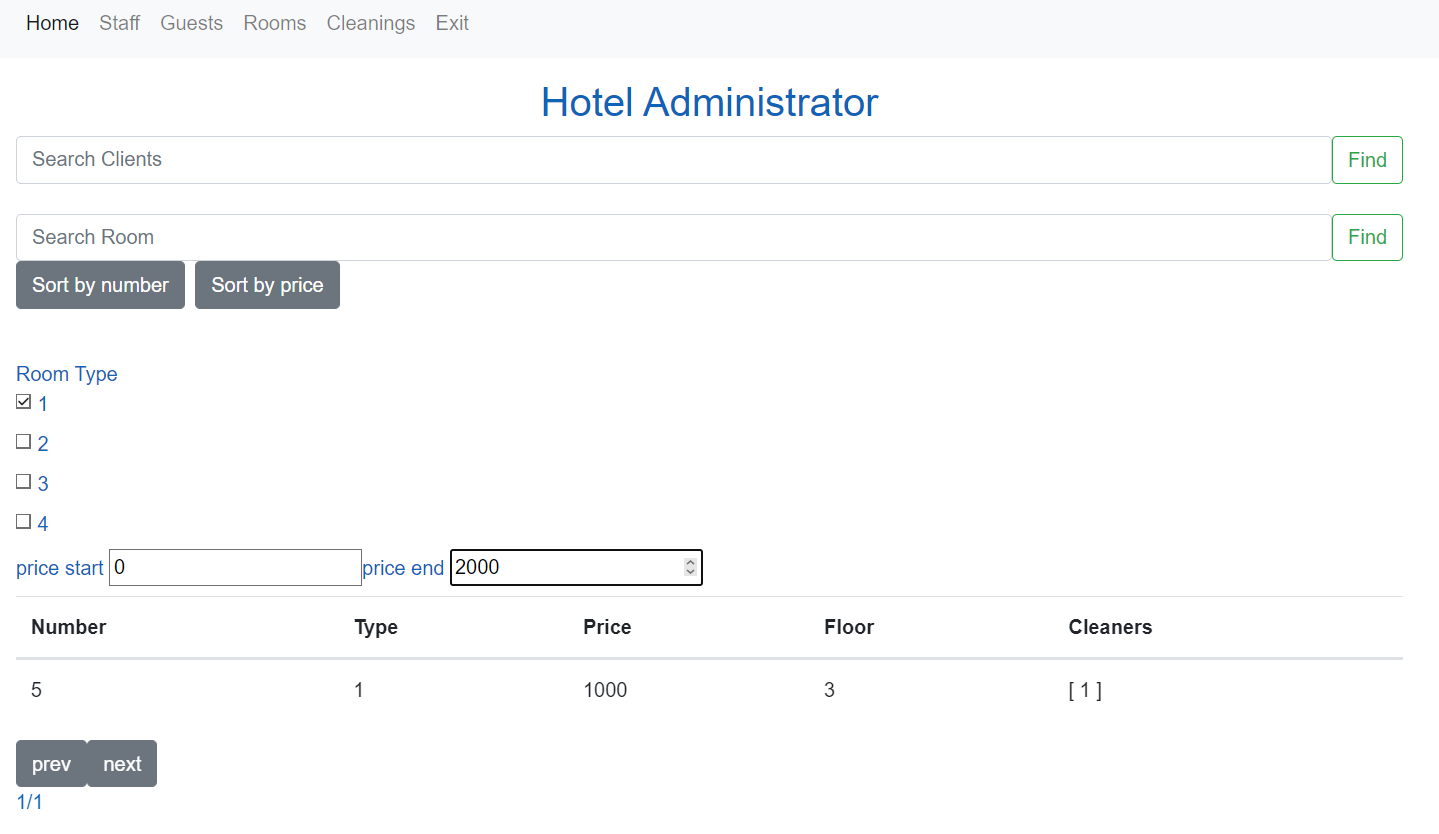 Home Staff Guests Rooms Cleanings Exit
Hotel Administrator
Search Clients Find
Search Room Find
Sort by number Sort by price
Room Type
1
2
3
4
price start 0 price end 2000
Number Type Price Floor Cleaners
5 1 1000 3 [ 1 ]
prev next
1/1